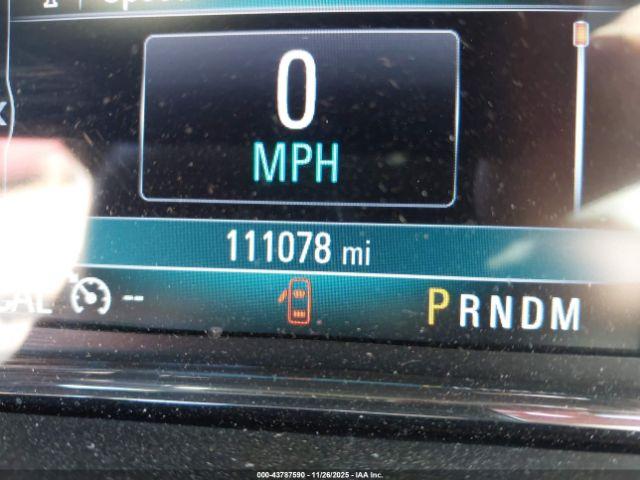 0
MPH
111078 mi
--
PRNDM
000-43787590 - 11/26/2025 - IAA Inc.